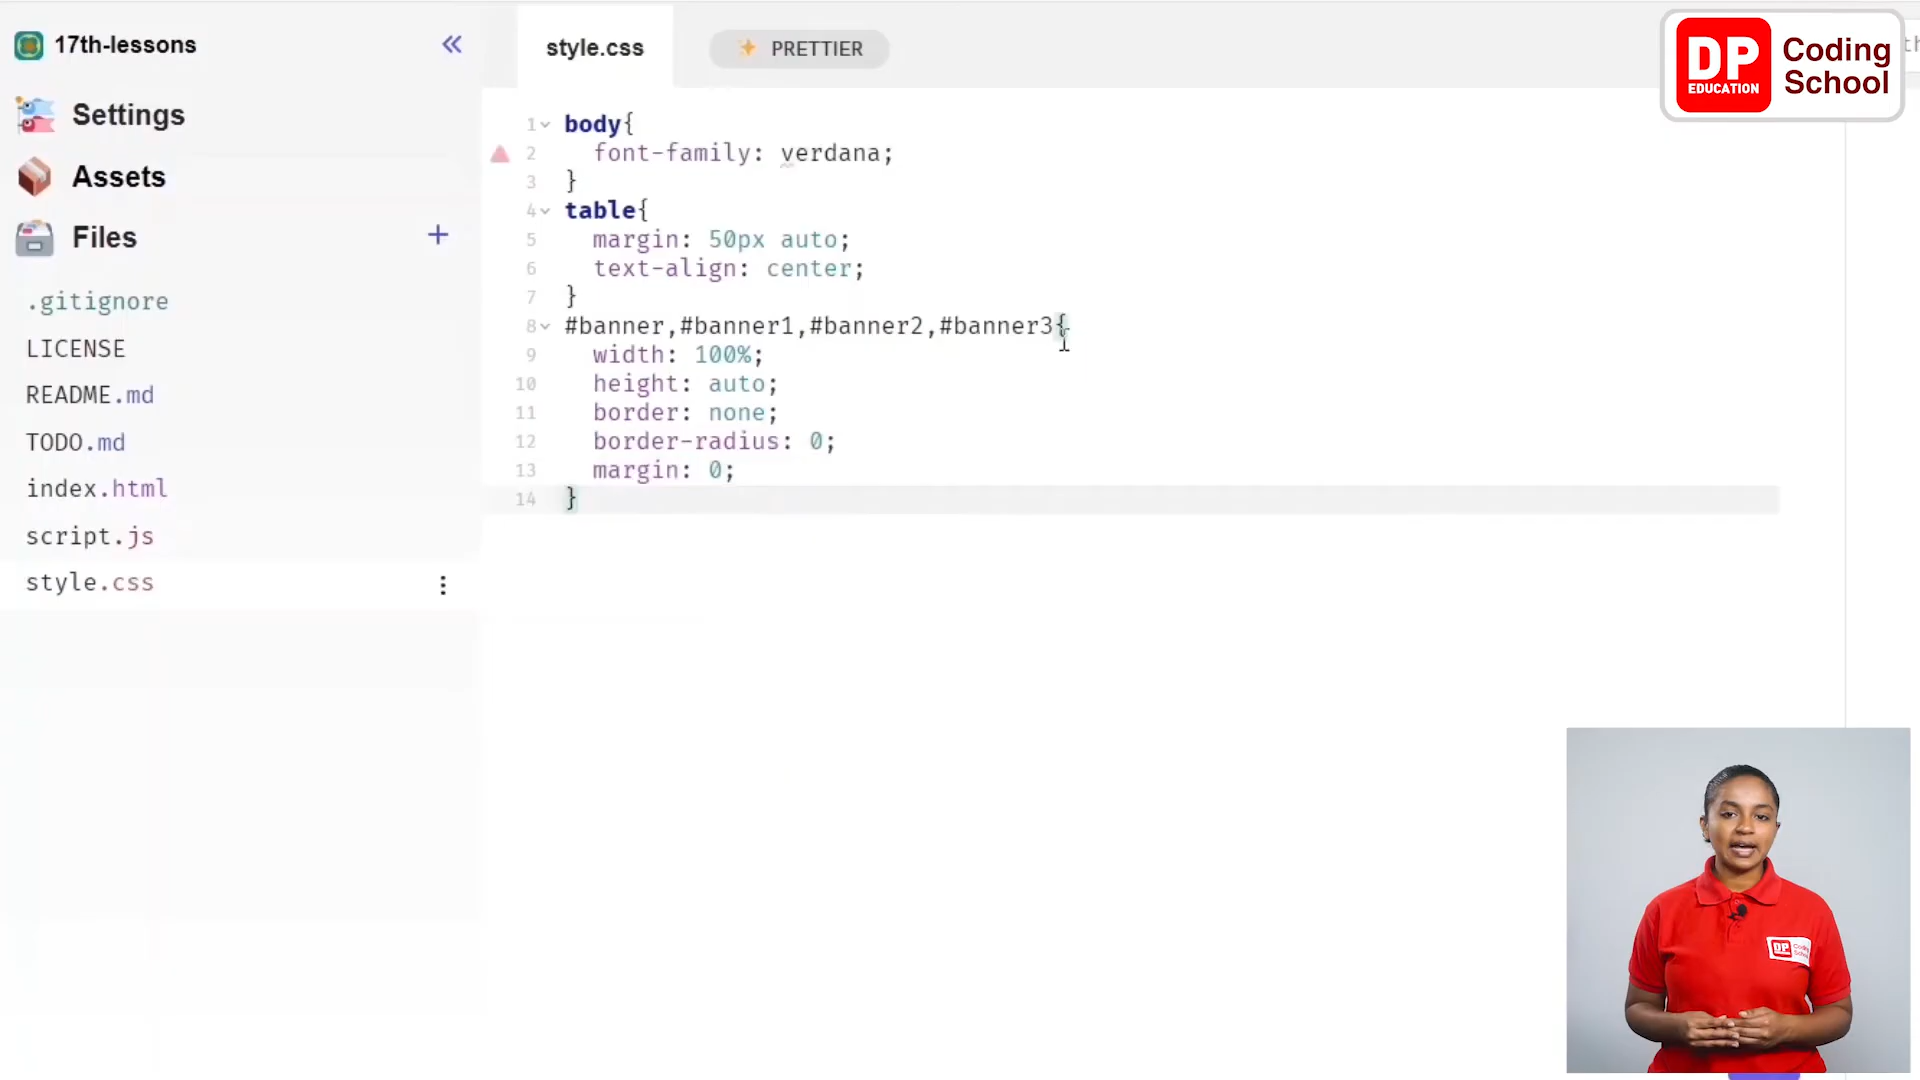 17th-lessons
Settings
Assets
Files
.gitignore
LICENSE
README.md
TODO.md
index.html
script.js
style.css
style.css
PRETTIER
1 body{
2 font-family: verdana;
3 }
4 table{
5 margin: 50px auto;
6 text-align: center;
7 }
8 #banner,#banner1,#banner2,#banner3{
9 width: 100%;
10 height: auto;
11 border: none;
12 border-radius: 0;
13 margin: 0;
14 }
DP
EDUCATION
Coding
School
DP